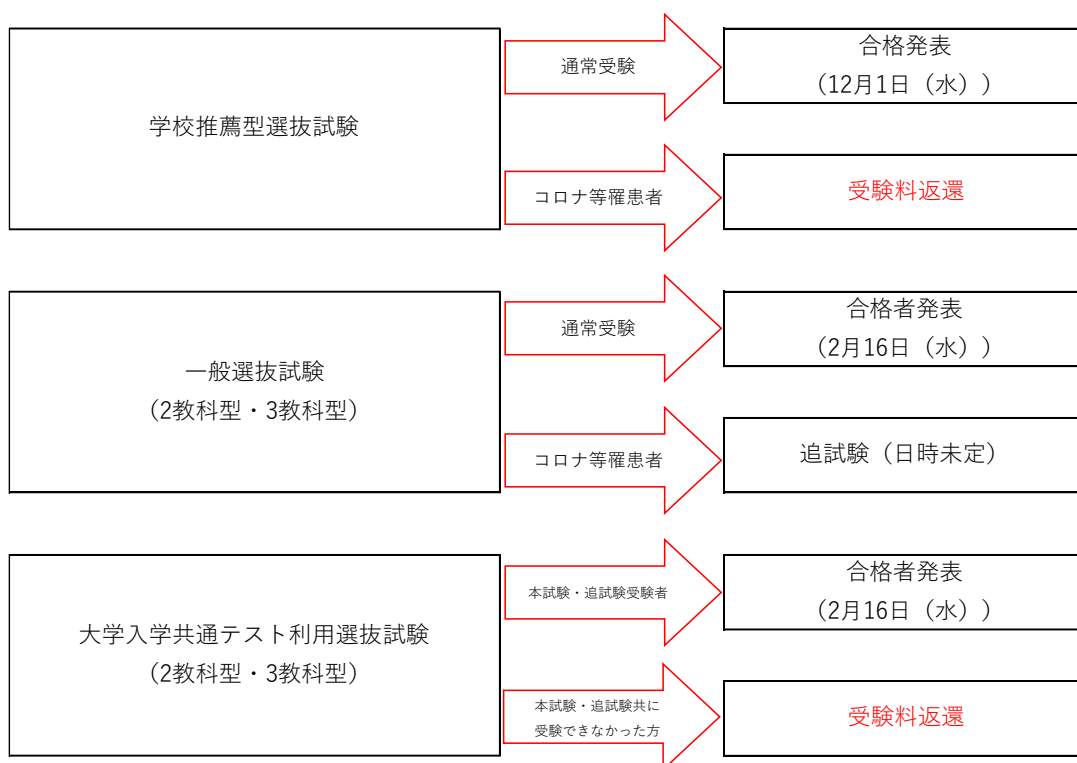 学校推薦型選抜試験
通常受験
合格発表
（12月1日（水））
コロナ等罹患者
受験料返還
一般選抜試験
（2教科型・3教科型）
通常受験
合格者発表
（2月16日（水））
コロナ等罹患者
追試験（日時未定）
大学入学共通テスト利用選抜試験
（2教科型・3教科型）
本試験・追試験受験者
合格者発表
（2月16日（水））
本試験・追試験共に
受験できなかった方
受験料返還